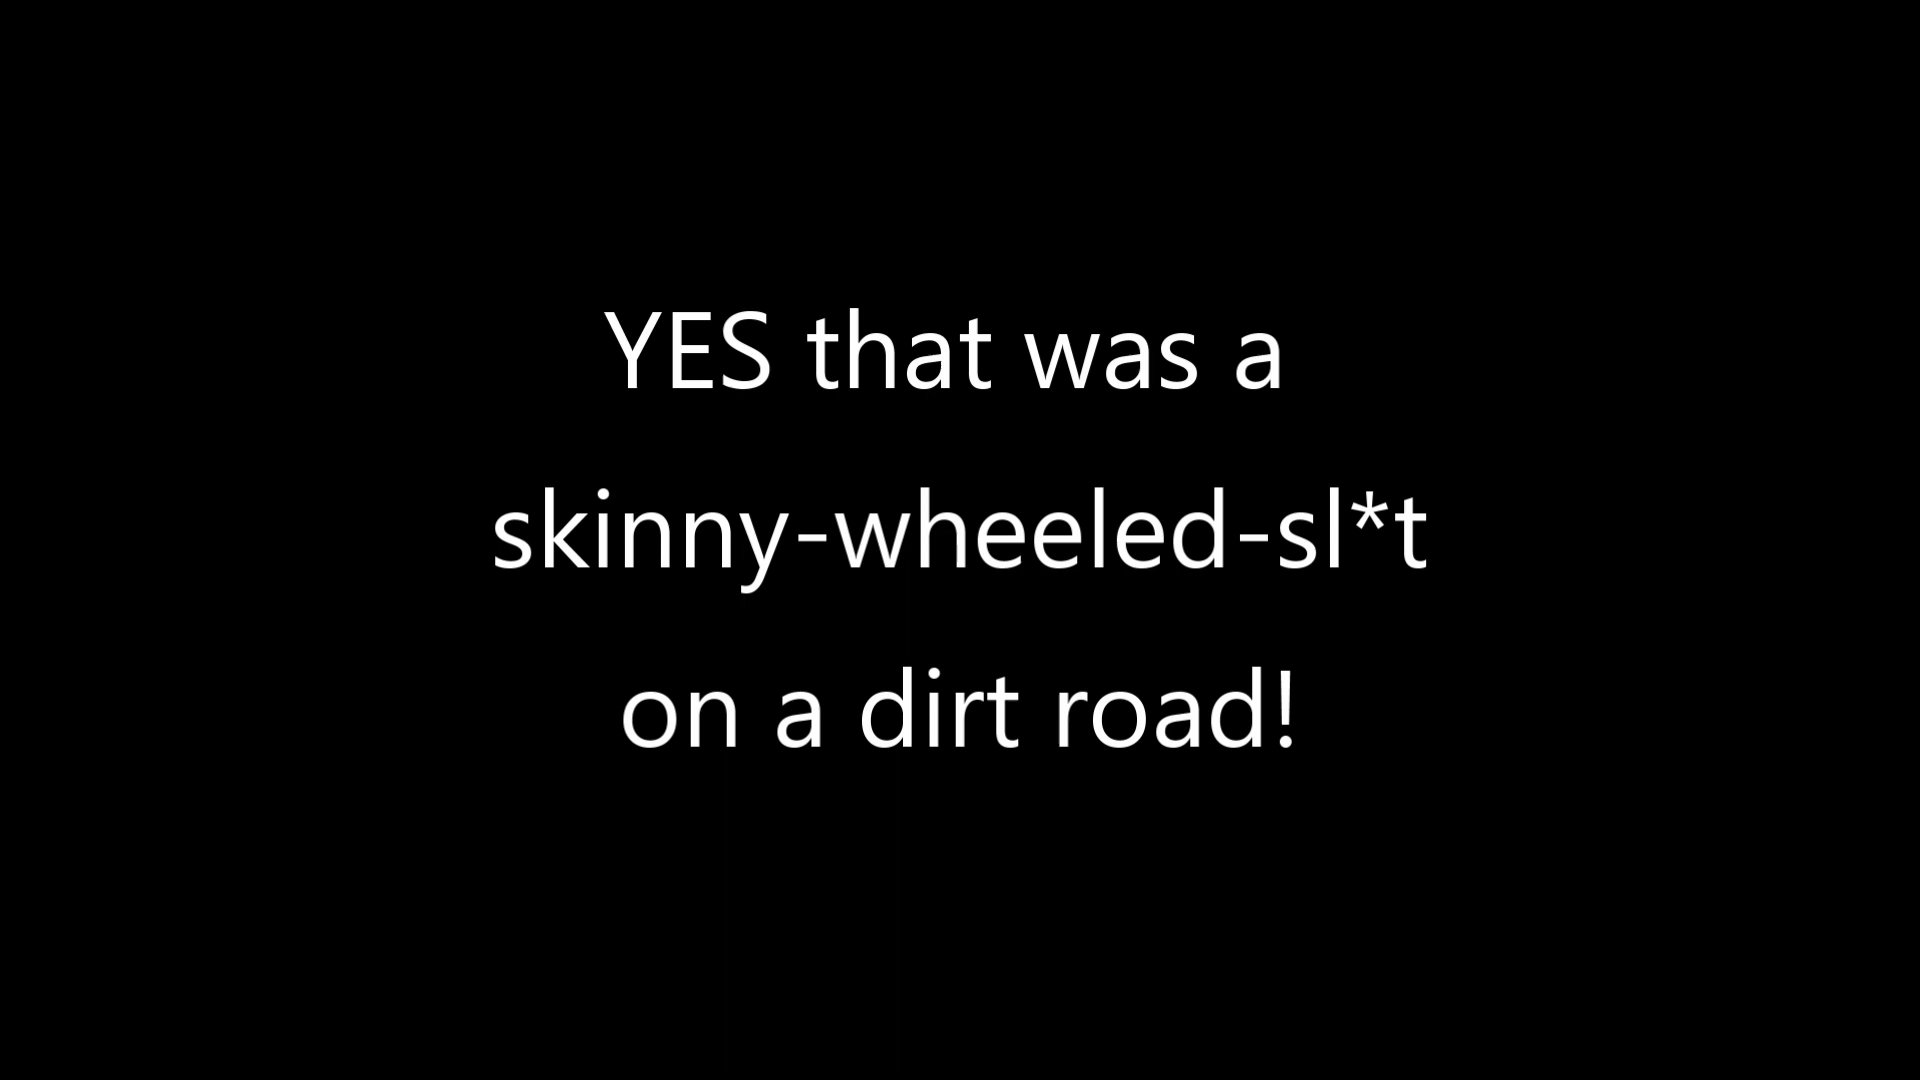 YES that was a
skinny-wheeled-sl*t
on a dirt road!